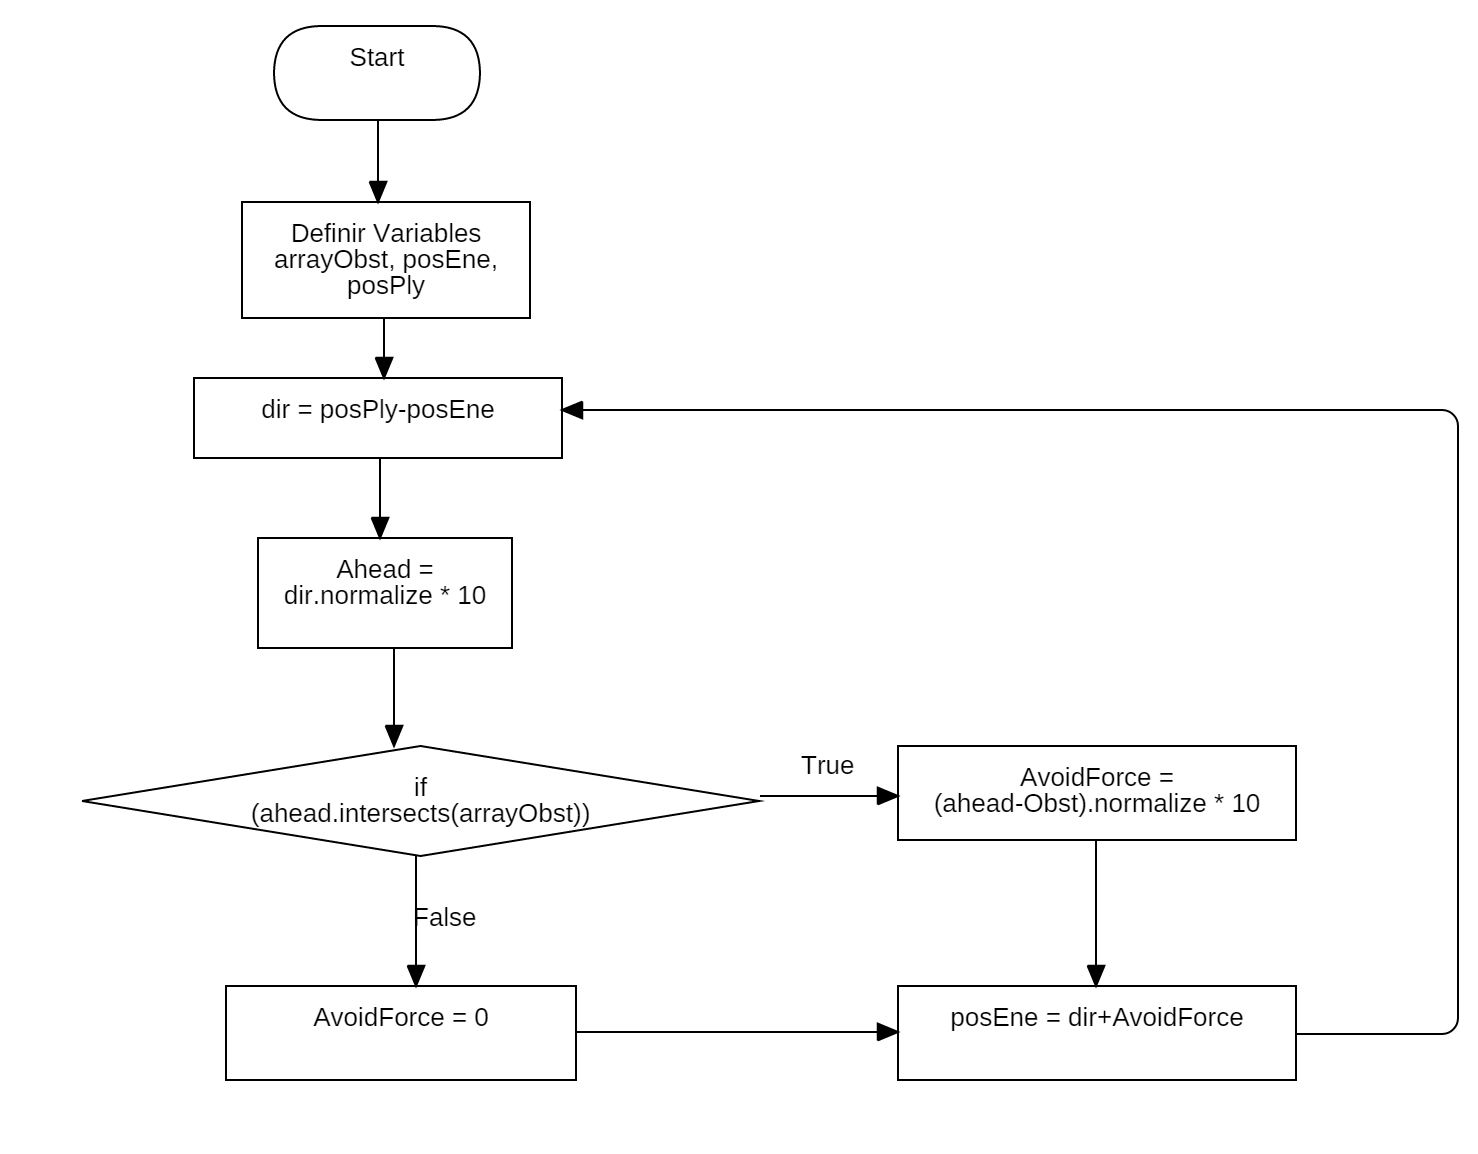 Start
Definir Variables
arrayObst, posEne,
posPly
dir = posPly-posEne
Ahead =
dir.normalize * 10
if
(ahead.intersects(arrayObst))
True
AvoidForce =
(ahead-Obst).normalize * 10
False
AvoidForce = 0
posEne = dir+AvoidForce